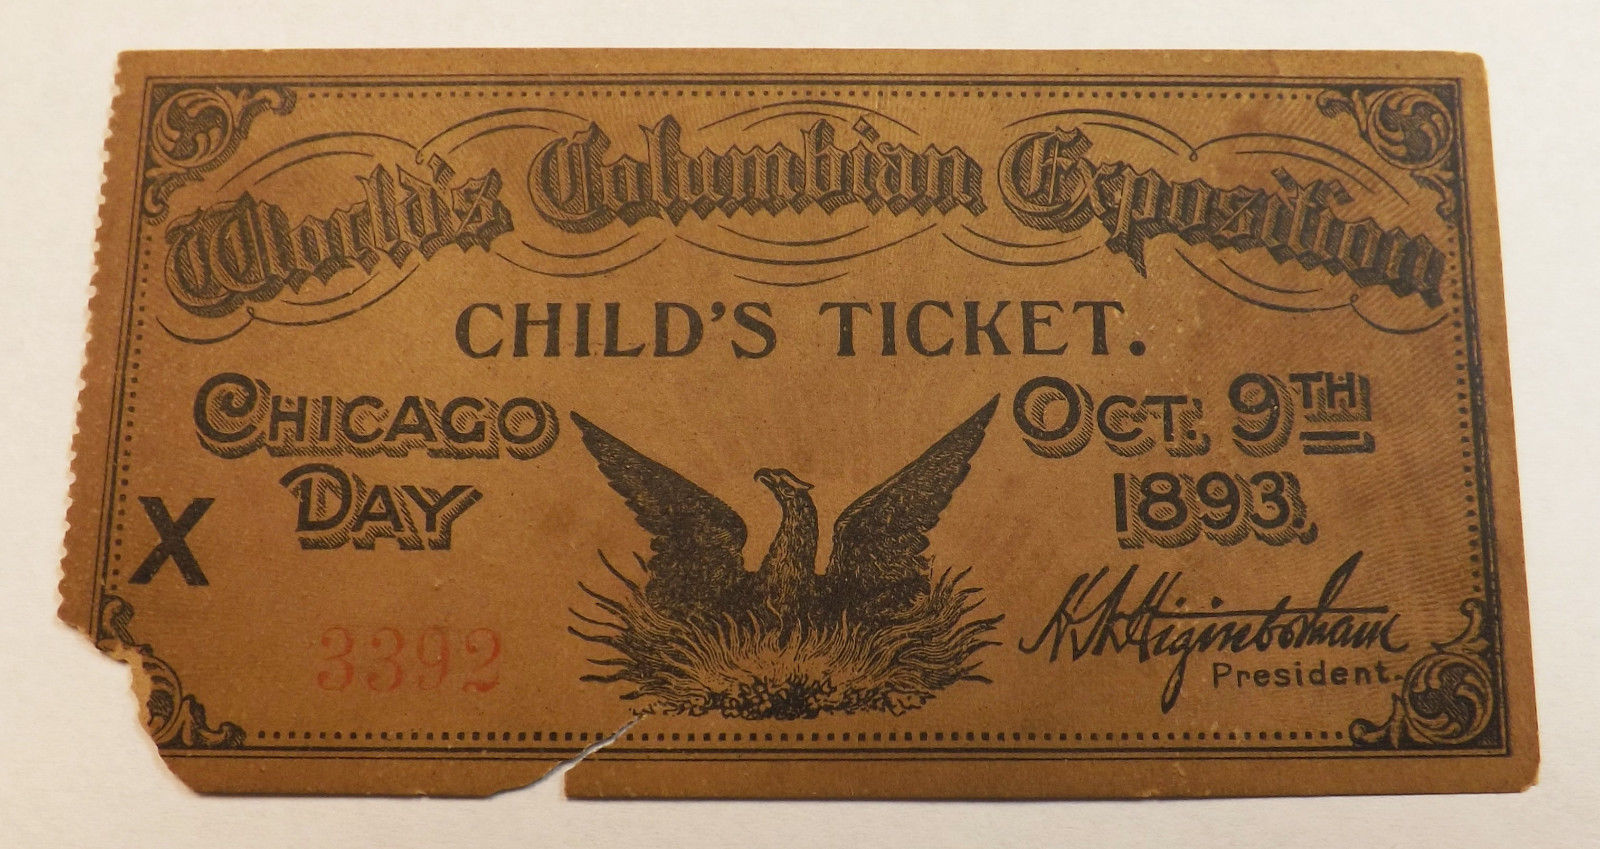 World's Columbian Exposition
CHILD'S TICKET.
CHICAGO
DAY
OCT. 9TH
1893.
X
3392
H. N. Higinbotham
President.